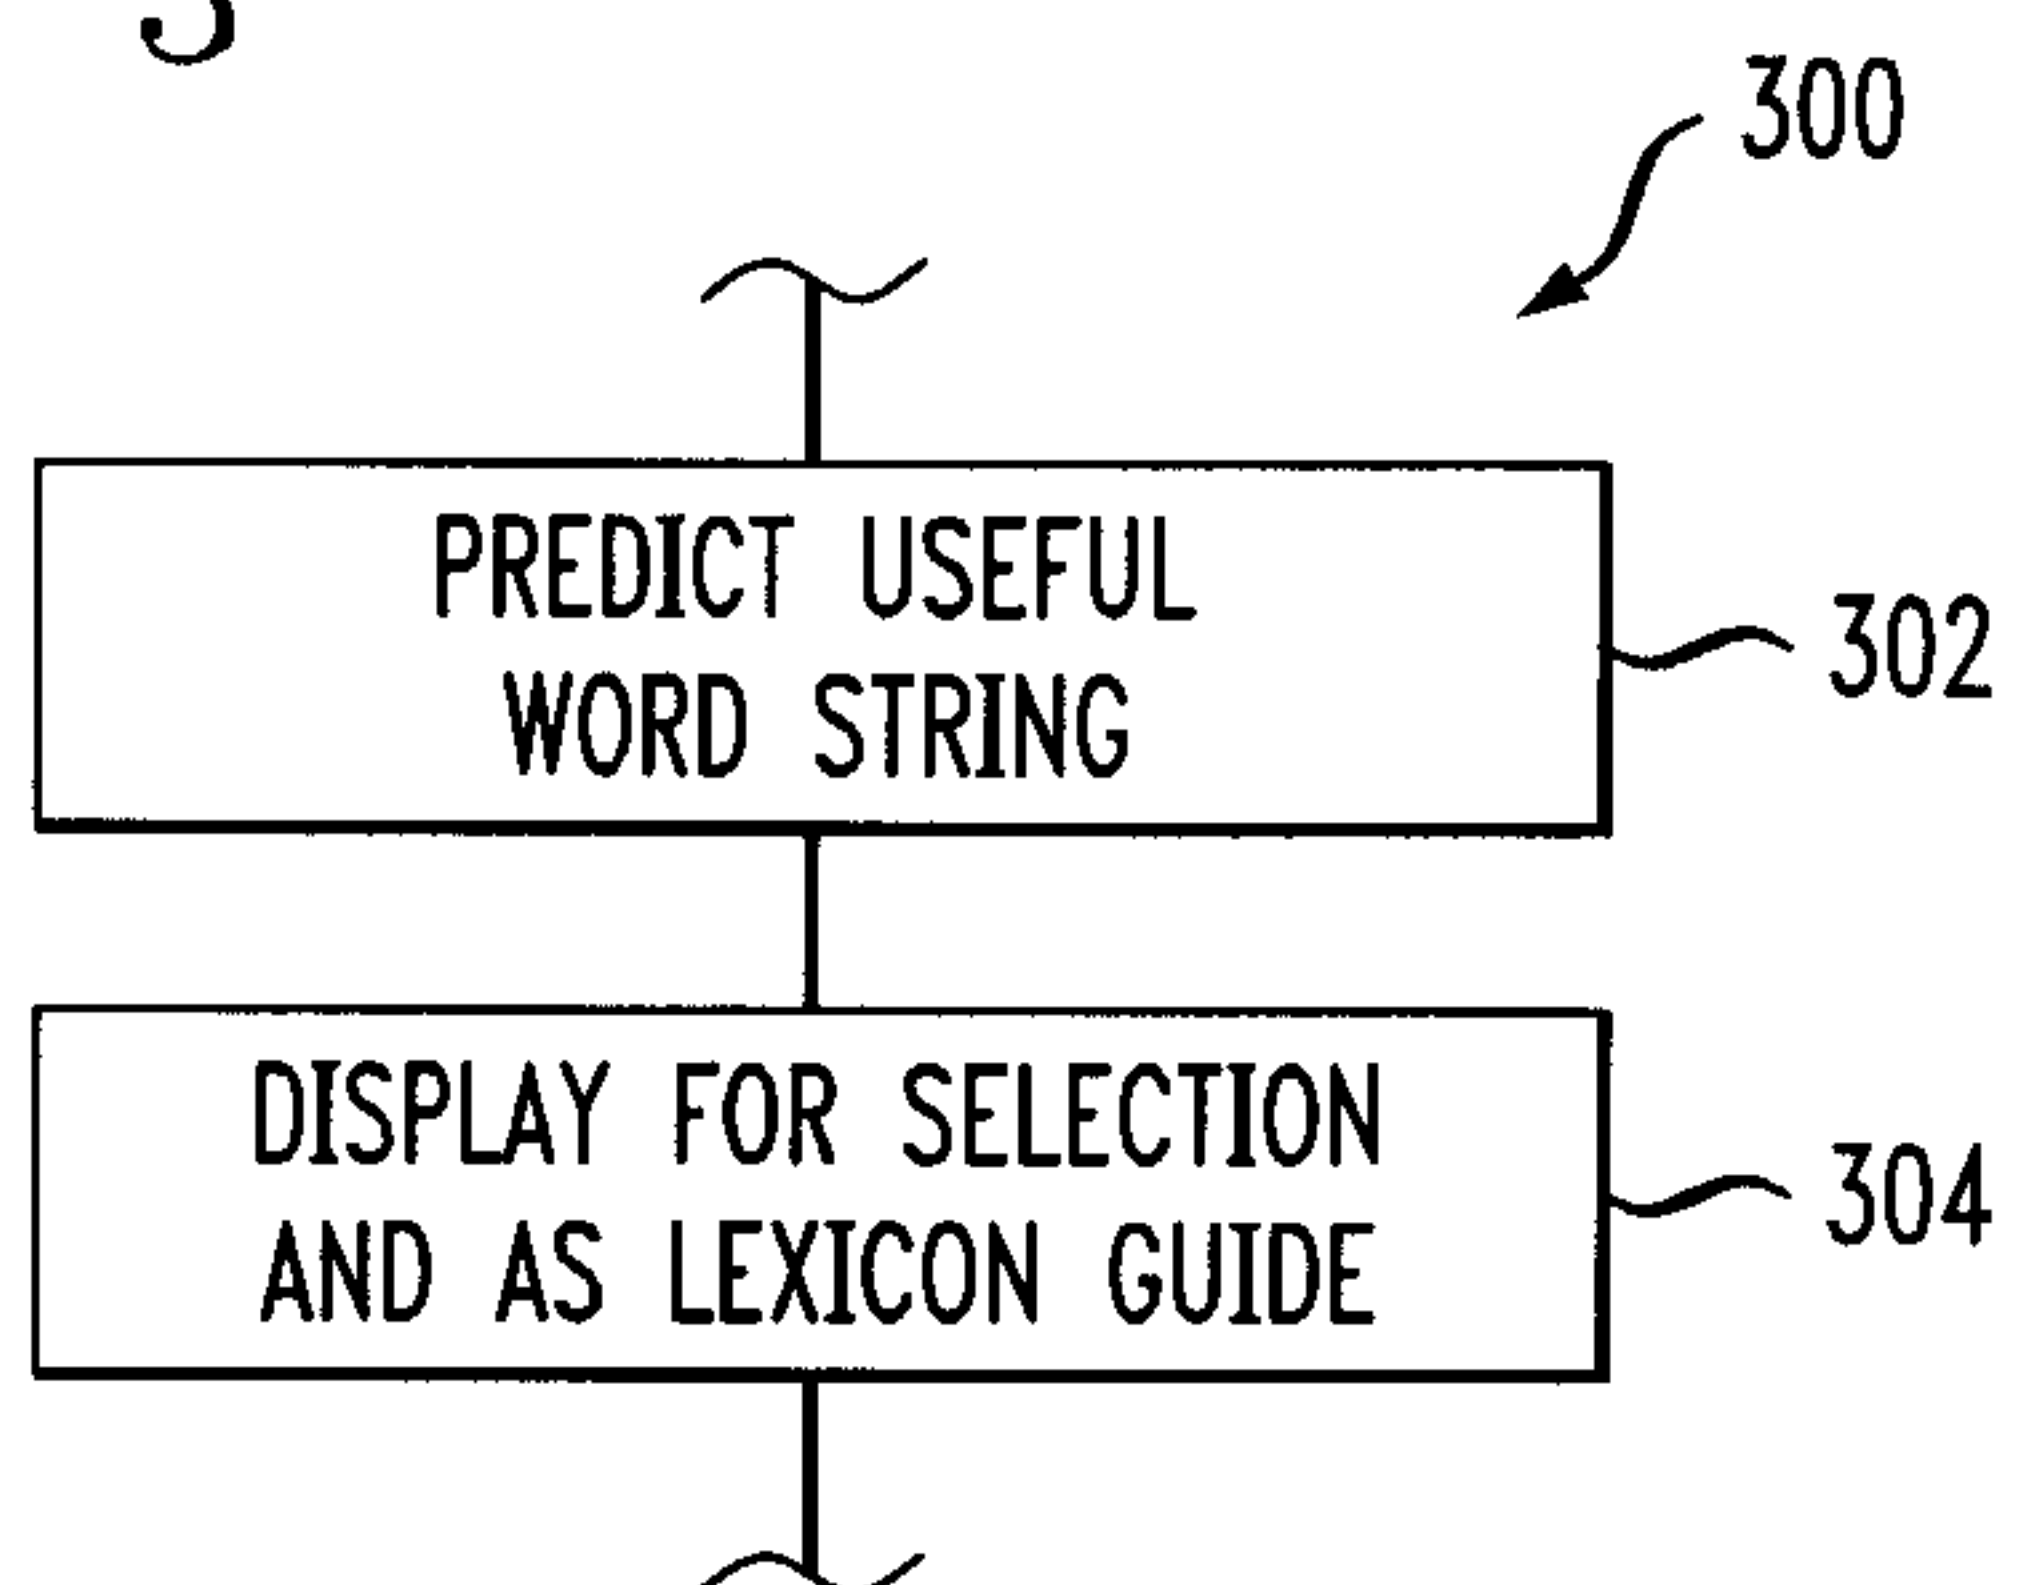 300
PREDICT USEFUL
WORD STRING
302
DISPLAY FOR SELECTION
AND AS LEXICON GUIDE
304